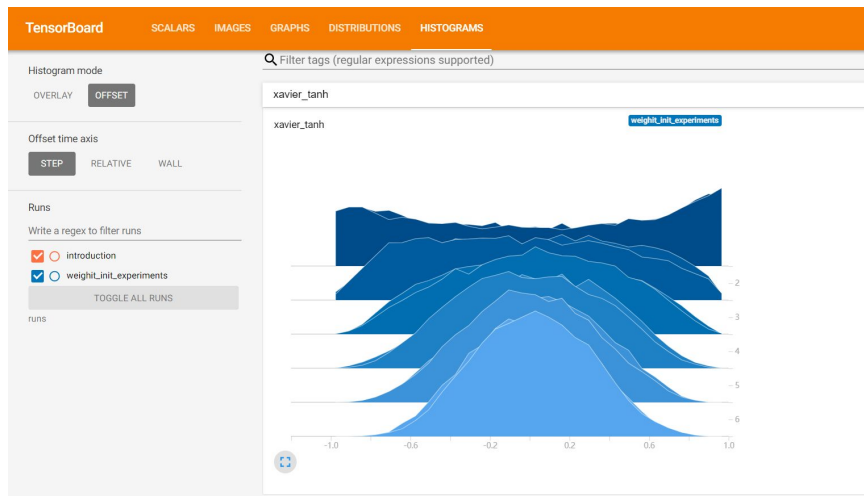 TensorBoard SCALARS IMAGES GRAPHS DISTRIBUTIONS HISTOGRAMS
Histogram mode
OVERLAY OFFSET
Offset time axis
STEP RELATIVE WALL
Runs
Write a regex to filter runs
introduction
weighit_init_experiments
TOGGLE ALL RUNS
runs
Filter tags (regular expressions supported)
xavier_tanh
xavier_tanh
weighit_init_experiments
2
3
4
5
6
-1.0 -0.6 -0.2 0.2 0.6 1.0